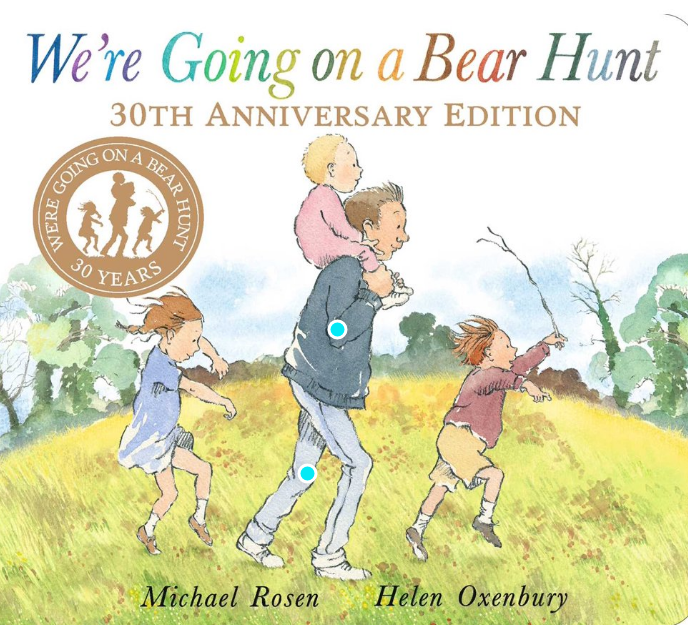 We're Going on a Bear Hunt
30TH ANNIVERSARY EDITION
WE'RE GOING ON A BEAR HUNT
30 YEARS
Michael Rosen Helen Oxenbury